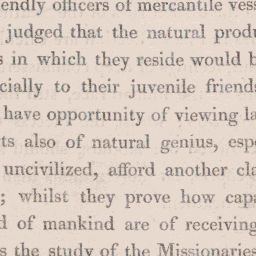 endly officers of mercantile vess
judged that the natural produ
s in which they reside would b
cially to their juvenile friends
have opportunity of viewing la
ts also of natural genius, espe
uncivilized, afford another cla
; whilst they prove how capa
d of mankind are of receiving
s the study of the Missionaries